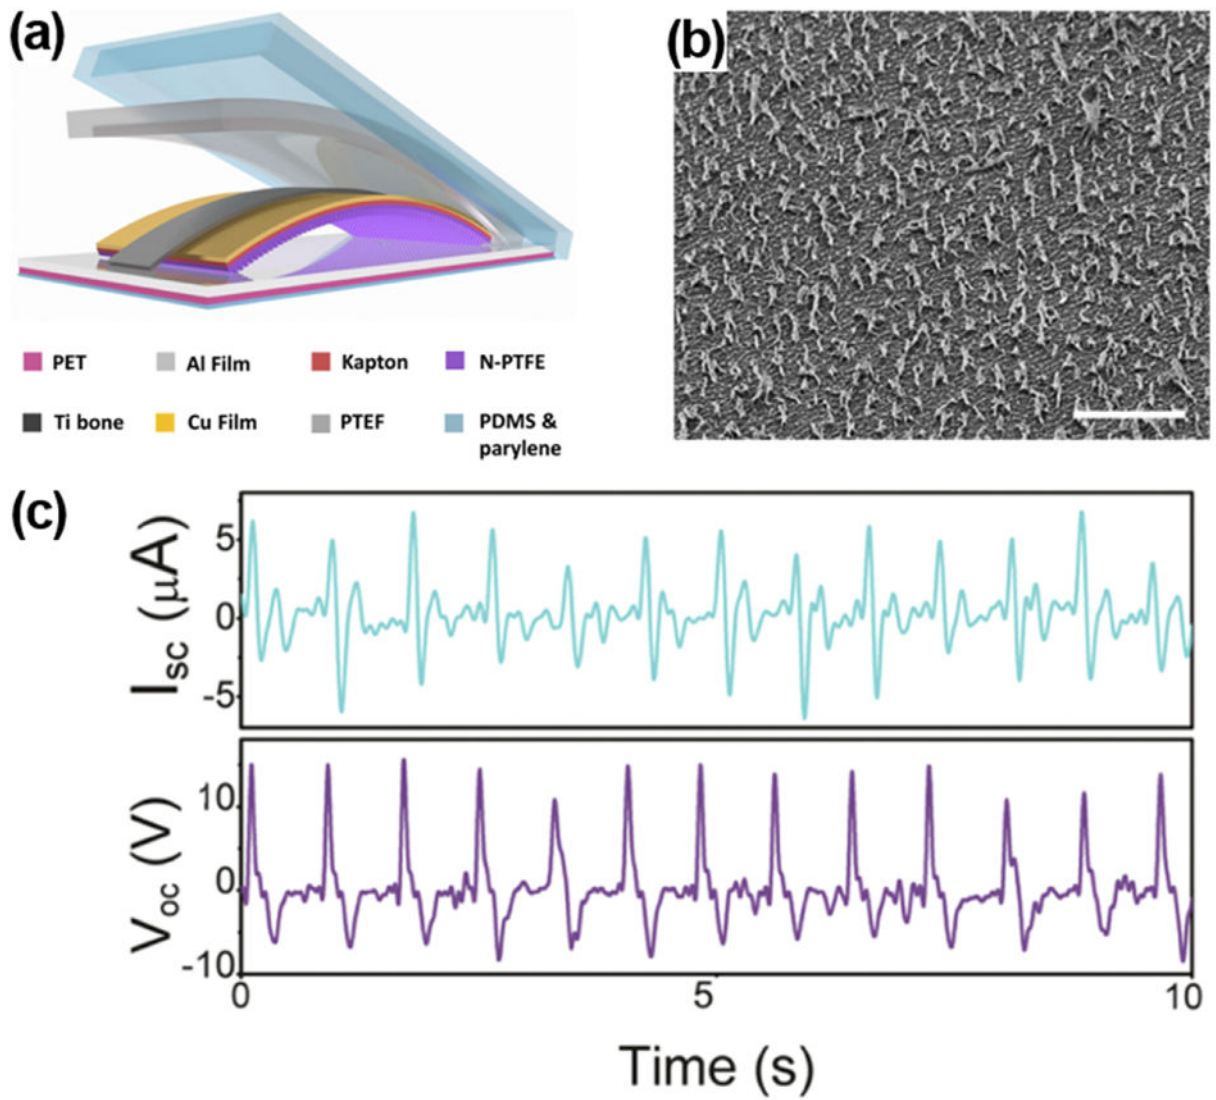 (a)
(b)
PET
Al Film
Kapton
N-PTFE
Ti bone
Cu Film
PTEF
PDMS &
parylene
(c)
5
0
-5
Isc (μA)
10
0
-10
Voc (V)
0
5
10
Time (s)